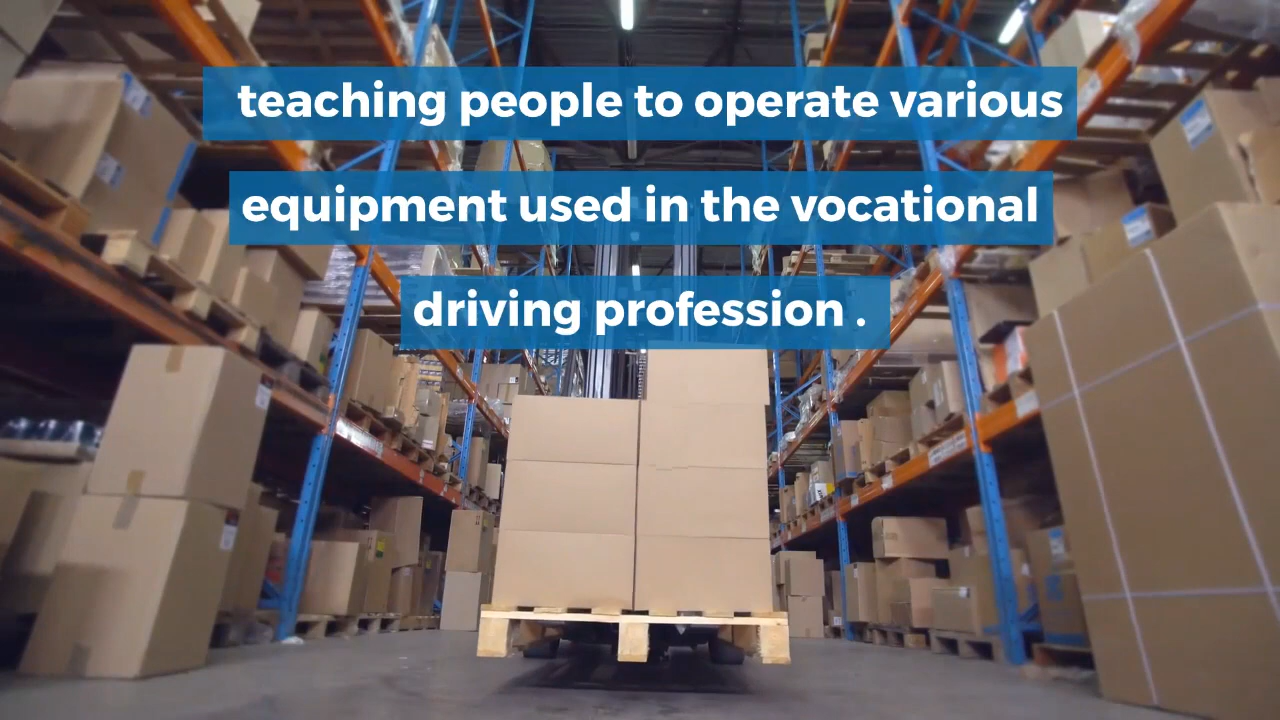 teaching people to operate various
equipment used in the vocational
driving profession .